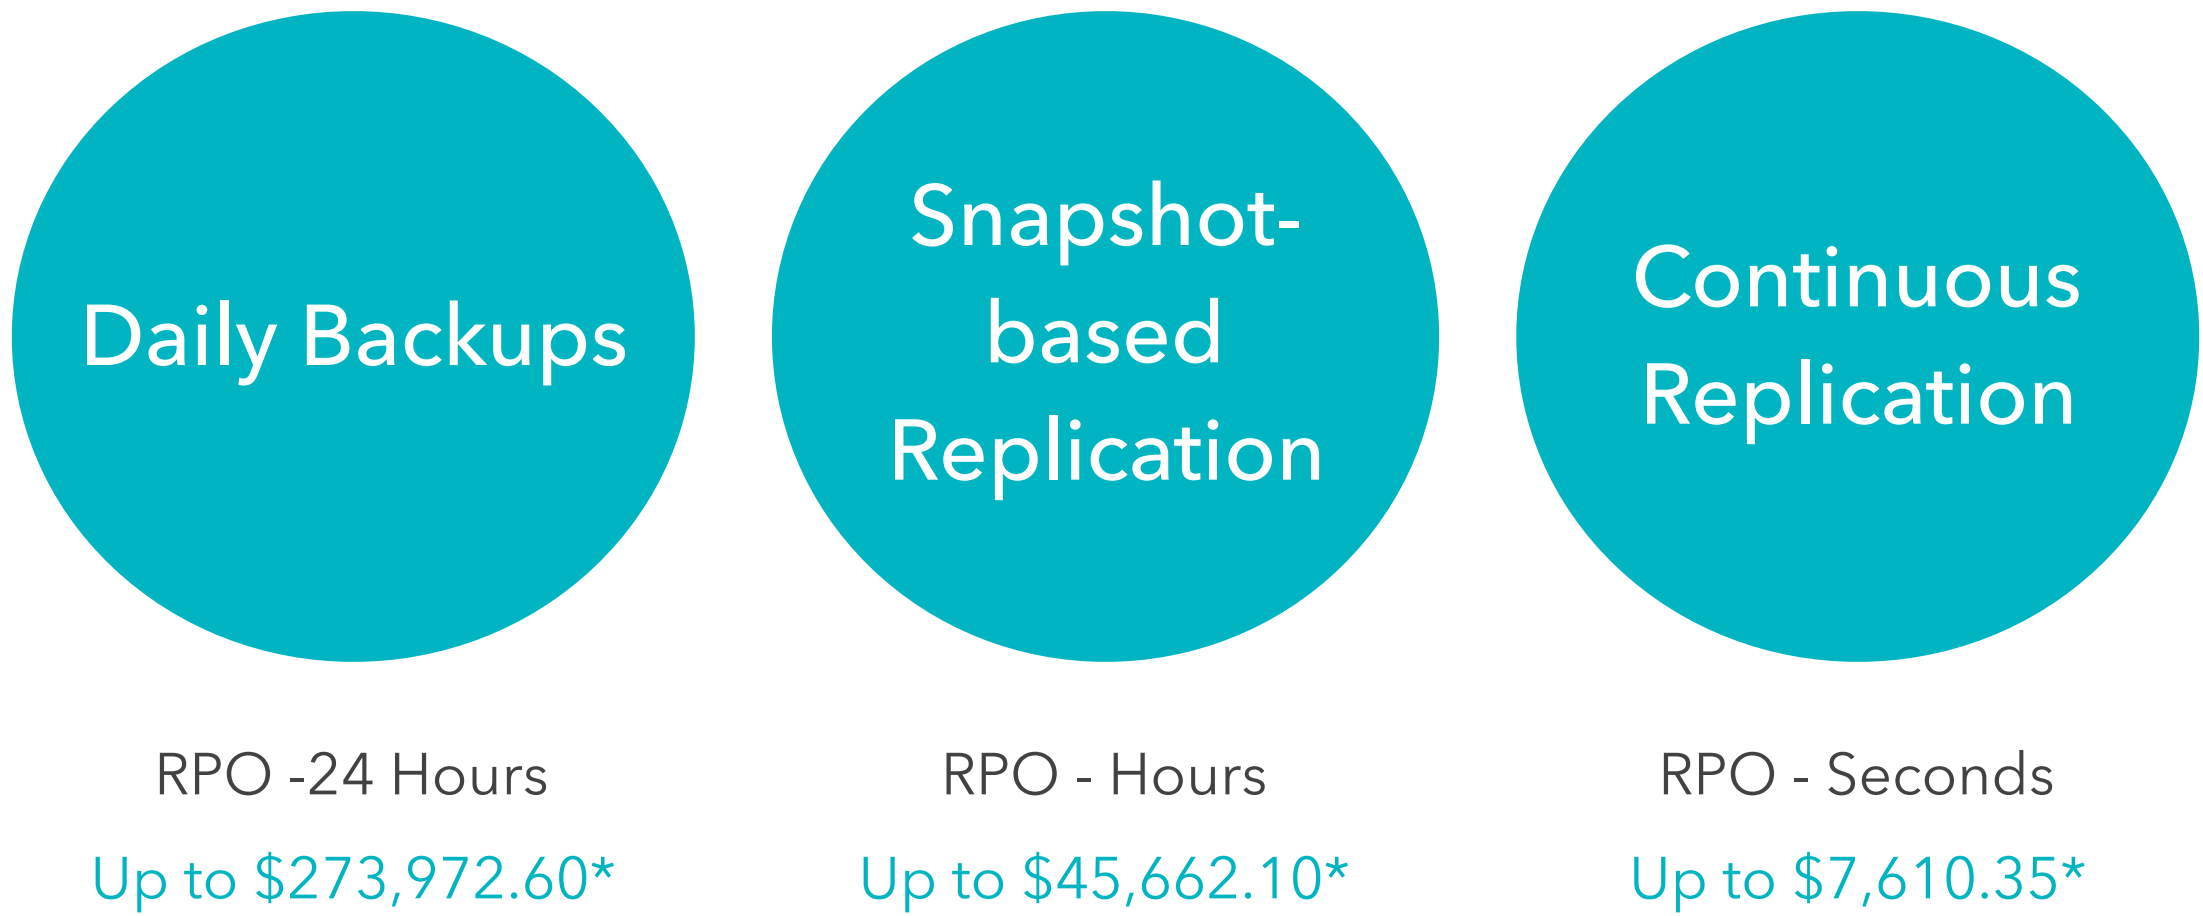 Daily Backups
Snapshot-
based
Replication
Continuous
Replication
RPO -24 Hours
Up to $273,972.60*
RPO - Hours
Up to $45,662.10*
RPO - Seconds
Up to $7,610.35*